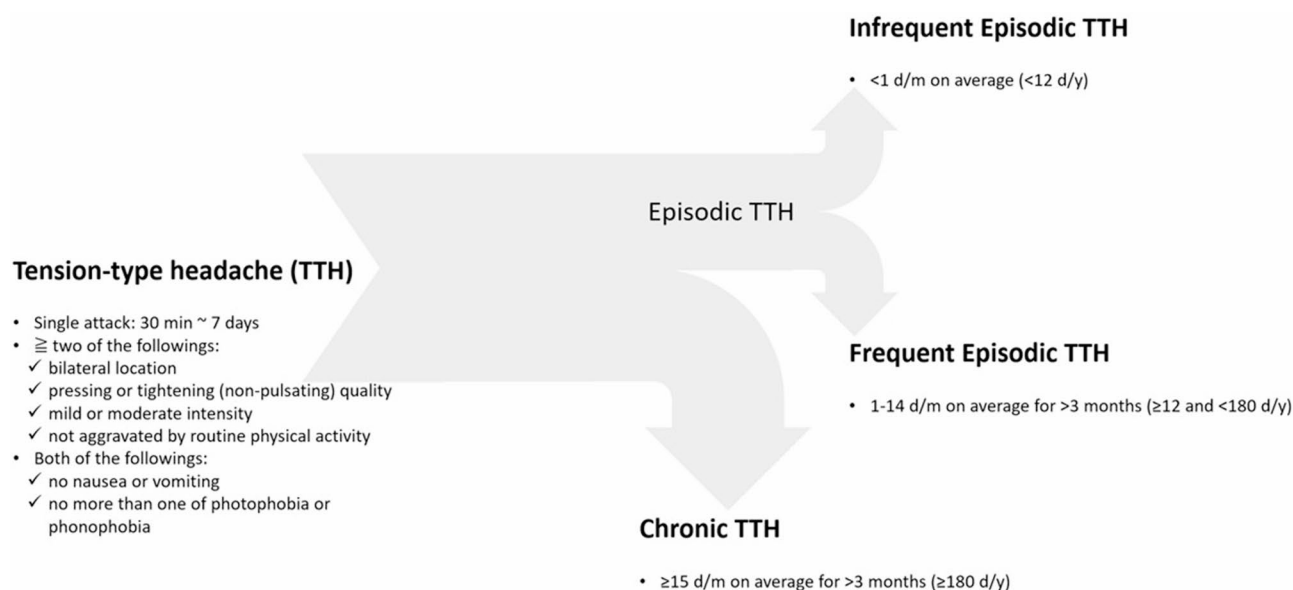 Infrequent Episodic TTH
• <1 d/m on average (<12 d/y)
Episodic TTH
Tension-type headache (TTH)
• Single attack: 30 min ~ 7 days
• ≧ two of the followings:
✓ bilateral location
✓ pressing or tightening (non-pulsating) quality
✓ mild or moderate intensity
✓ not aggravated by routine physical activity
• Both of the followings:
✓ no nausea or vomiting
✓ no more than one of photophobia or
phonophobia
Frequent Episodic TTH
• 1-14 d/m on average for >3 months (≥12 and <180 d/y)
Chronic TTH
• ≥15 d/m on average for >3 months (≥180 d/y)